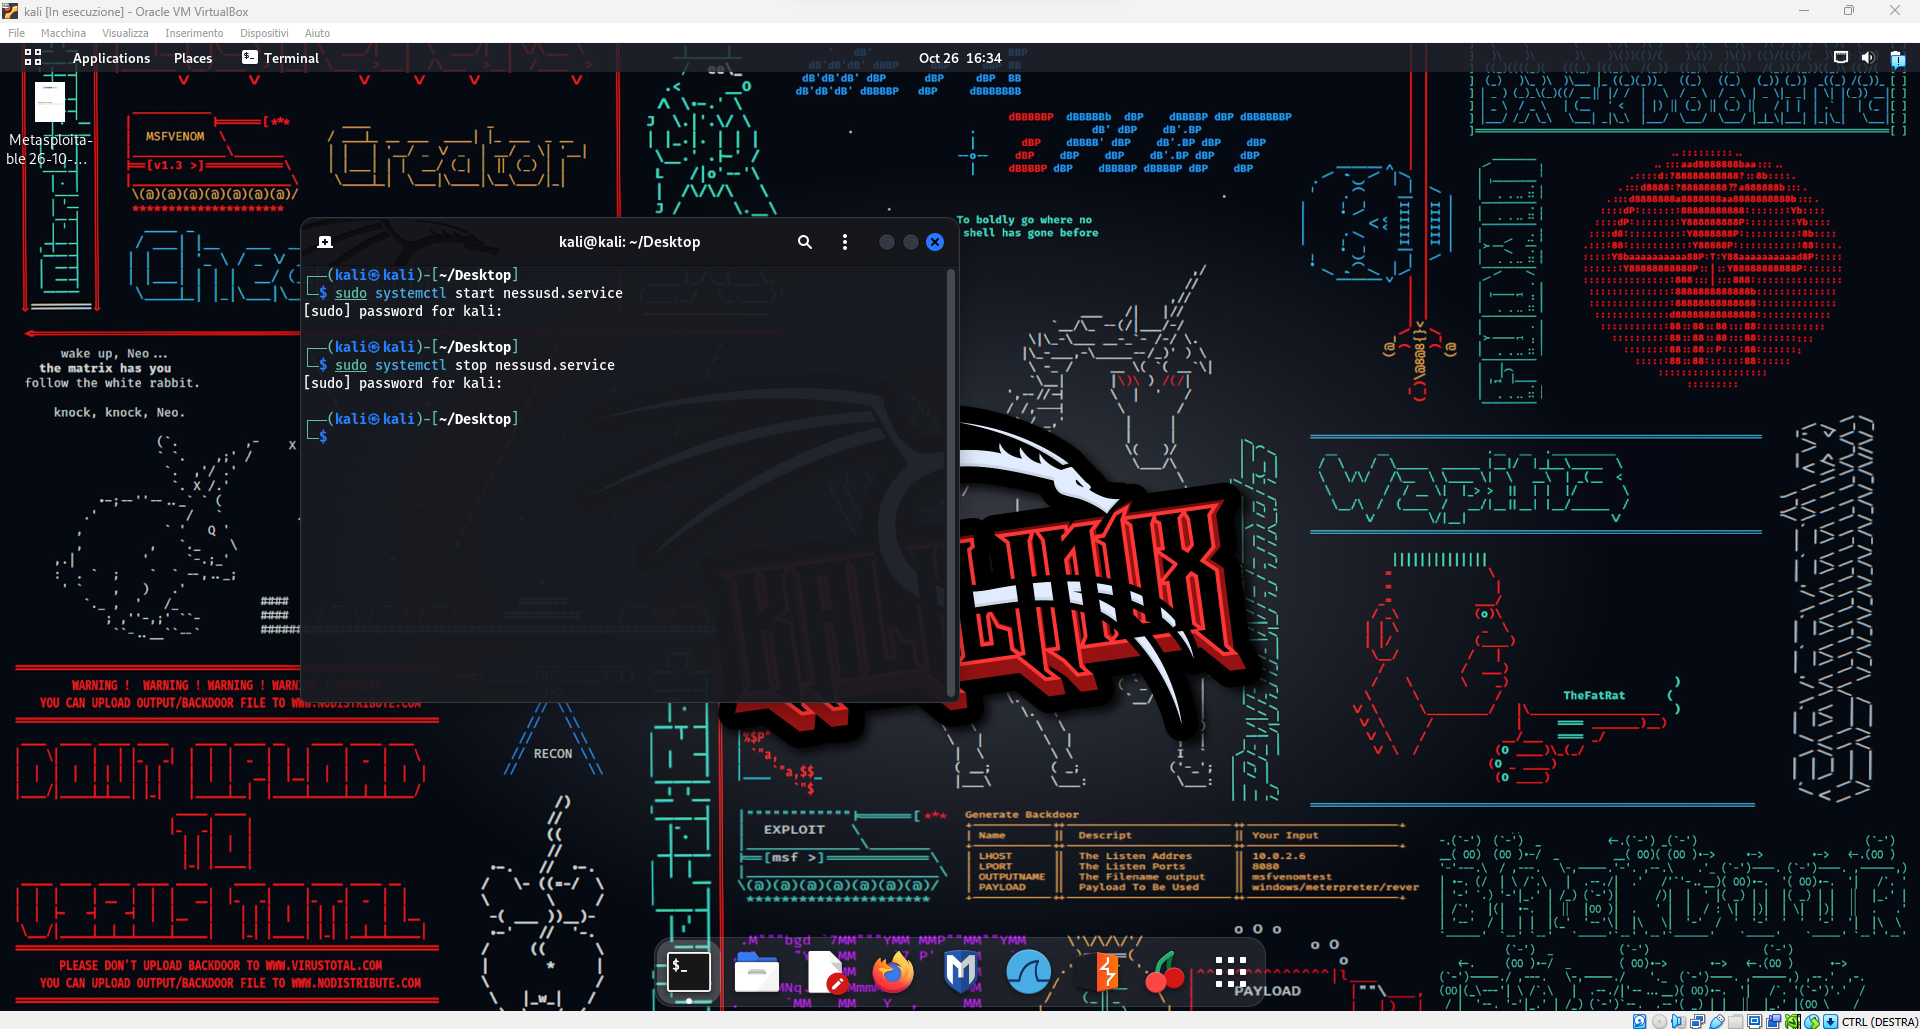 kali [In esecuzione] - Oracle VM VirtualBox
File Macchina Visualizza Inserimento Dispositivi Aiuto
Applications Places Terminal Oct 26 16:34
Metasploita-
ble 26-10-...
MSFVENOM
[v1.3 >]
To boldly go where no
shell has gone before
kali@kali: ~/Desktop
(kali㉿kali)-[~/Desktop]
$ sudo systemctl start nessusd.service
[sudo] password for kali:
(kali㉿kali)-[~/Desktop]
$ sudo systemctl stop nessusd.service
[sudo] password for kali:
(kali㉿kali)-[~/Desktop]
$
wake up, Neo...
the matrix has you
follow the white rabbit.
knock, knock, Neo.
KALI LINUX
WARNING ! WARNING ! WARNING ! WARN
YOU CAN UPLOAD OUTPUT/BACKDOOR FILE TO WWW.NODISTRIBUTE.COM
DONT UPLOAD
TO
VIRUSTOTAL
PLEASE DON'T UPLOAD BACKDOOR TO WWW.VIRUSTOTAL.COM
YOU CAN UPLOAD BACKDOOR FILE TO WWW.NODISTRIBUTE.COM
RECON
TheFatRat
EXPLOIT
[msf >]
Generate Backdoor
Name Descript Your Input
LHOST The Listen Addres 10.0.2.6
LPORT The Listen Ports 8080
OUTPUTNAME The Filename output msfvenomtest
PAYLOAD Payload To Be Used windows/meterpreter/rever
PAYLOAD
CTRL (DESTRA)